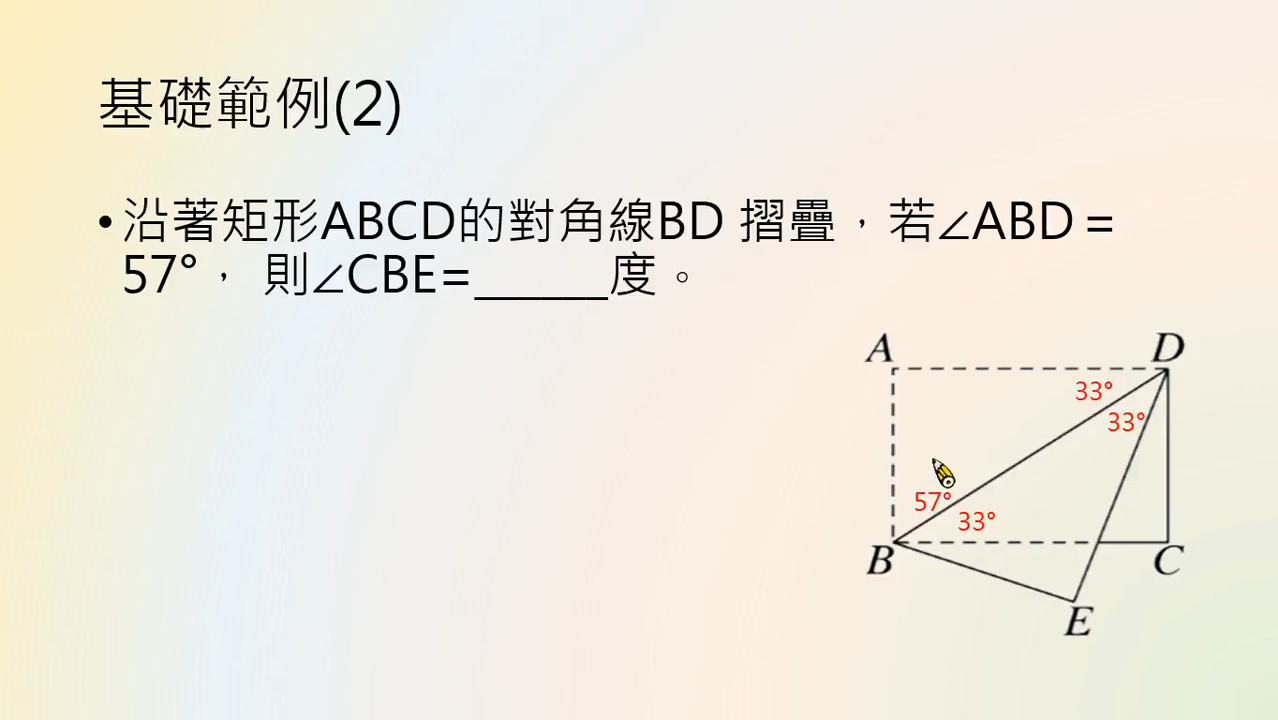 基礎範例(2)
•沿著矩形ABCD的對角線BD 摺疊，若∠ABD =
57°， 則∠CBE=______度。
A
D
33°
33°
57°
33°
B
C
E